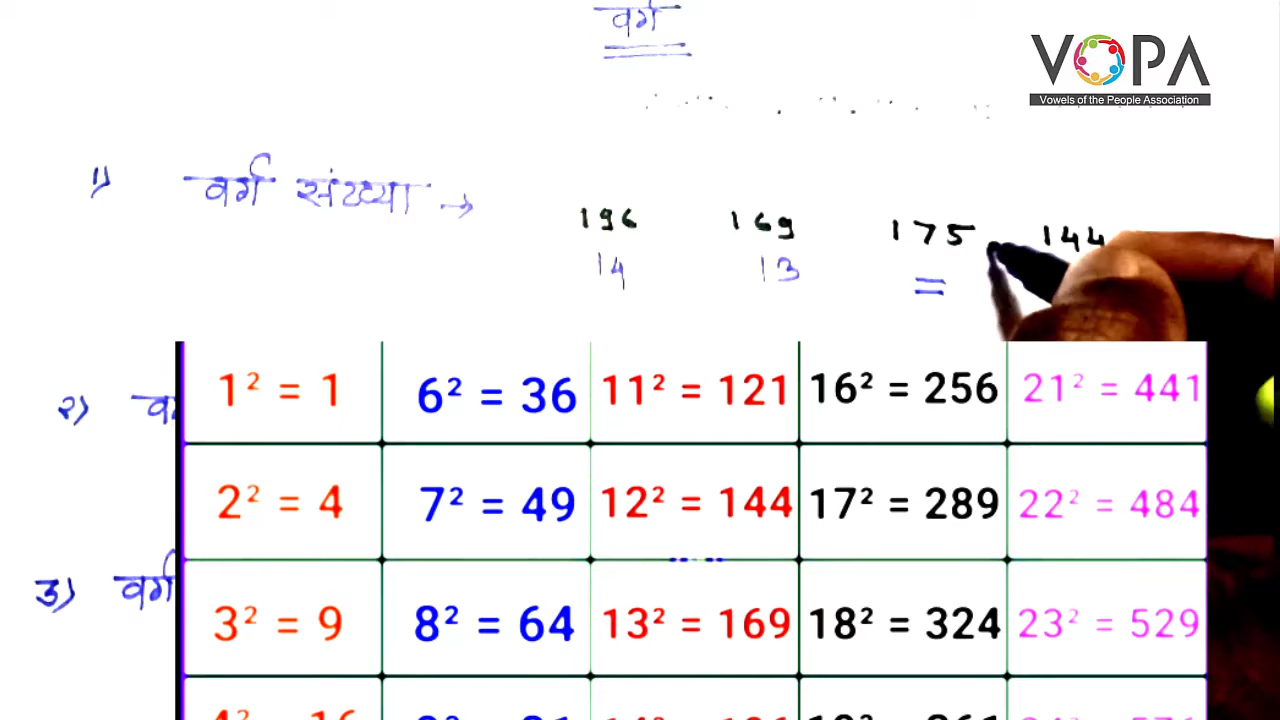 वर्ग
VOPA
Vowels of the People Association
1) वर्ग संख्या →
196 169 175 144
14 13 =
1² = 1 6² = 36 11² = 121 16² = 256 21² = 441
२)
2² = 4 7² = 49 12² = 144 17² = 289 22² = 484
3) वर्ग
3² = 9 8² = 64 13² = 169 18² = 324 23² = 529